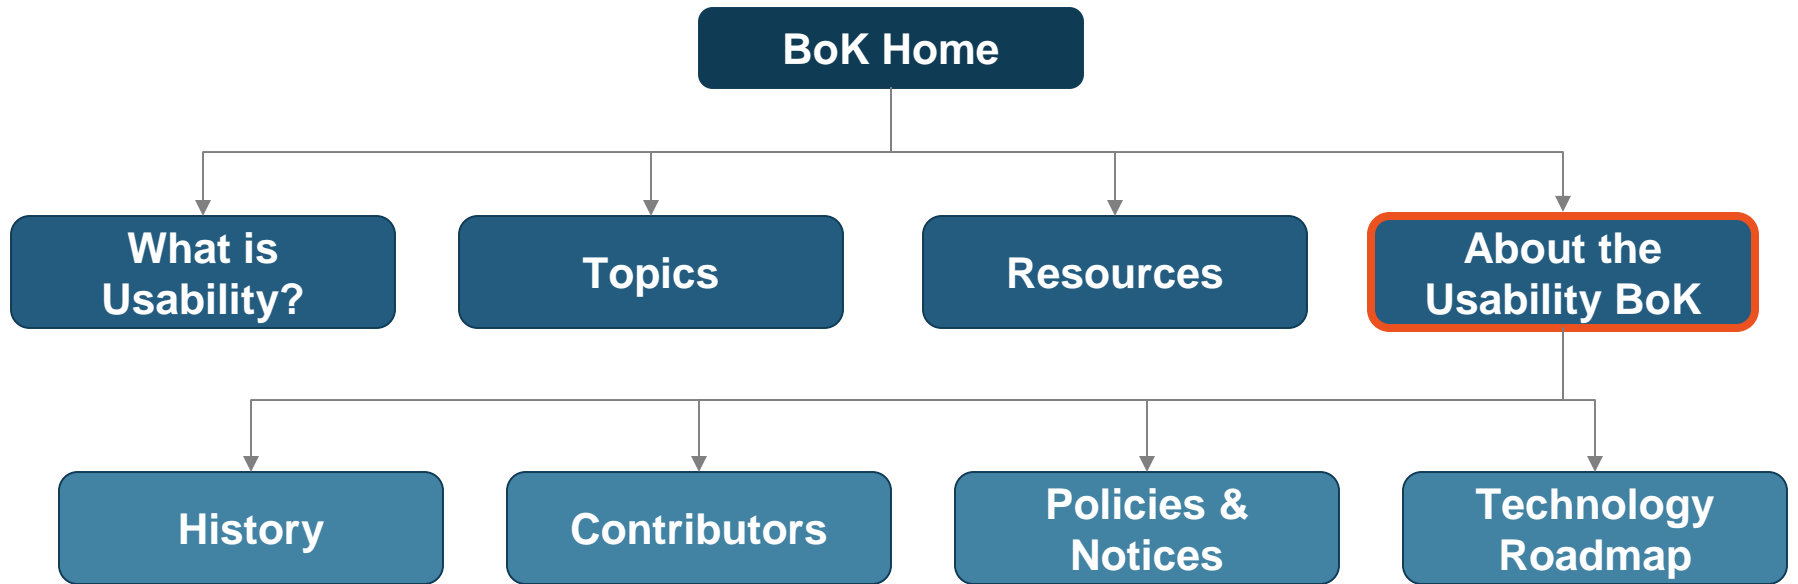 BoK Home
What is
Usability?
Topics
Resources
About the
Usability BoK
History
Contributors
Policies &
Notices
Technology
Roadmap